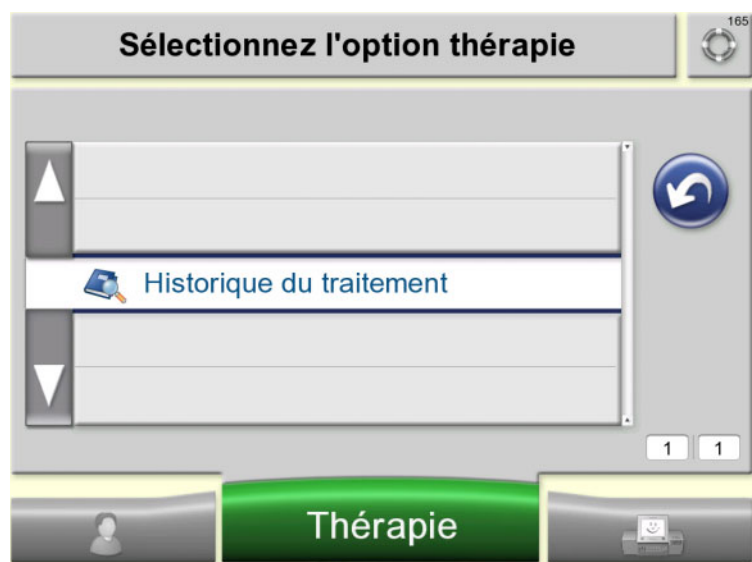 Sélectionnez l'option thérapie
165
Historique du traitement
1 1
Thérapie